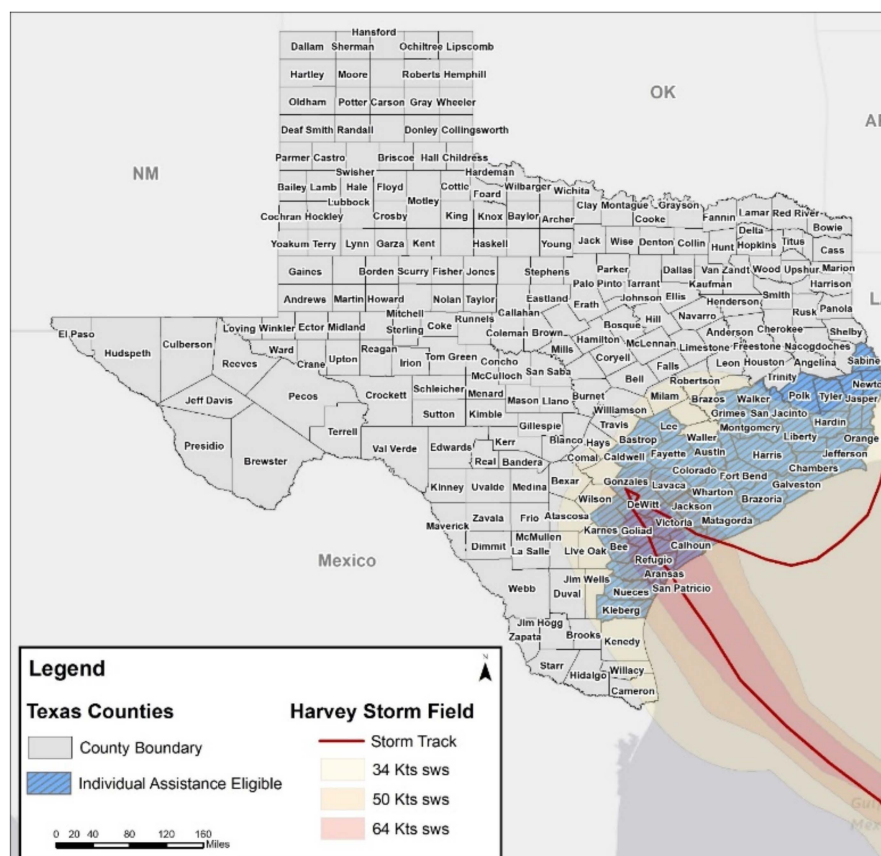 Hansford
Dallam Sherman Ochiltree Lipscomb
Hartley Moore Roberts Hemphill
OK
Oldham Potter Carson Gray Wheeler
A
Deaf Smith Randall Donley Collingsworth
NM
Parmer Castro Briscoe Hall Childress
Swisher Hardeman
Bailey Lamb Hale Floyd Cottle Foard Wilbarger Wichita
Lubbock Motley Clay Montague Grayson
Cochran Hockley Crosby King Knox Baylor Archer Cooke Fannin Lamar Red River
Delta Bowie
Yoakum Terry Lynn Garza Kent Haskell Young Jack Wise Denton Collin Hunt Hopkins Titus Cass
Gaines Borden Scurry Fisher Jones Stephens Parker Dallas Van Zandt Wood Upshur Marion
Palo Pinto Tarrant Kaufman Harrison
Andrews Martin Howard Nolan Taylor Eastland Erath Johnson Ellis Henderson Smith Rusk Panola
LA
Mitchell Callahan Bosque Hill Navarro Cherokee
El Paso Culberson Loving Winkler Ector Midland Sterling Coke Runnels Coleman Brown Hamilton Anderson Shelby
Hudspeth Reeves Ward Crane Upton Reagan Irion Tom Green Concho Mills Coryell McLennan Limestone Freestone Nacogdoches
Falls Leon Houston Angelina Sabine
McCulloch San Saba Bell Robertson Trinity
Jeff Davis Pecos Crockett Schleicher Menard Mason Llano Burnet Milam Brazos Walker Polk Tyler Newto
Jasper
Sutton Kimble Williamson Grimes San Jacinto
Presidio Brewster Terrell Gillespie Travis Lee Montgomery Hardin
Val Verde Edwards Kerr Blanco Hays Bastrop Waller Liberty Orange
Real Bandera Comal Caldwell Fayette Austin Harris Jefferson
Kinney Uvalde Medina Bexar Gonzales Colorado Chambers
Lavaca Fort Bend Galveston
Wilson DeWitt Wharton Brazoria
Maverick Zavala Frio Atascosa Karnes Goliad Victoria Jackson Matagorda
Mexico
Dimmit McMullen
La Salle Live Oak Bee Calhoun
Refugio
Webb Duval Jim Wells Aransas
Nueces San Patricio
Kleberg
Jim Hogg
Zapata Brooks Kenedy
Starr Hidalgo Willacy
Cameron
Legend
N
Texas Counties
County Boundary
Individual Assistance Eligible
Harvey Storm Field
Storm Track
34 Kts sws
50 Kts sws
64 Kts sws
0 20 40 80 120 160
Miles
Gul
Mex